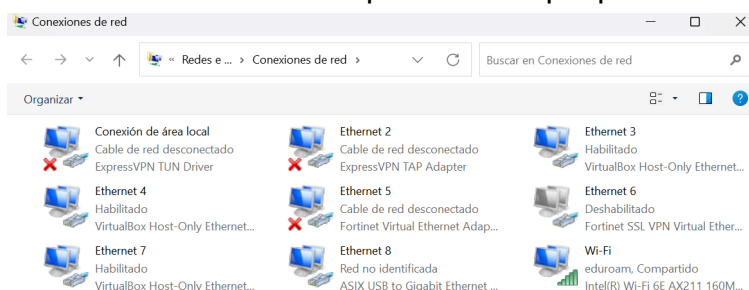 Conexiones de red
« Redes e ... › Conexiones de red ›
Buscar en Conexiones de red
Organizar
Conexión de área local
Cable de red desconectado
ExpressVPN TUN Driver
Ethernet 2
Cable de red desconectado
ExpressVPN TAP Adapter
Ethernet 3
Habilitado
VirtualBox Host-Only Ethernet...
Ethernet 4
Habilitado
VirtualBox Host-Only Ethernet...
Ethernet 5
Cable de red desconectado
Fortinet Virtual Ethernet Adap...
Ethernet 6
Deshabilitado
Fortinet SSL VPN Virtual Ether...
Ethernet 7
Habilitado
VirtualBox Host-Only Ethernet...
Ethernet 8
Red no identificada
ASIX USB to Gigabit Ethernet ...
Wi-Fi
eduroam, Compartido
Intel(R) Wi-Fi 6E AX211 160M...